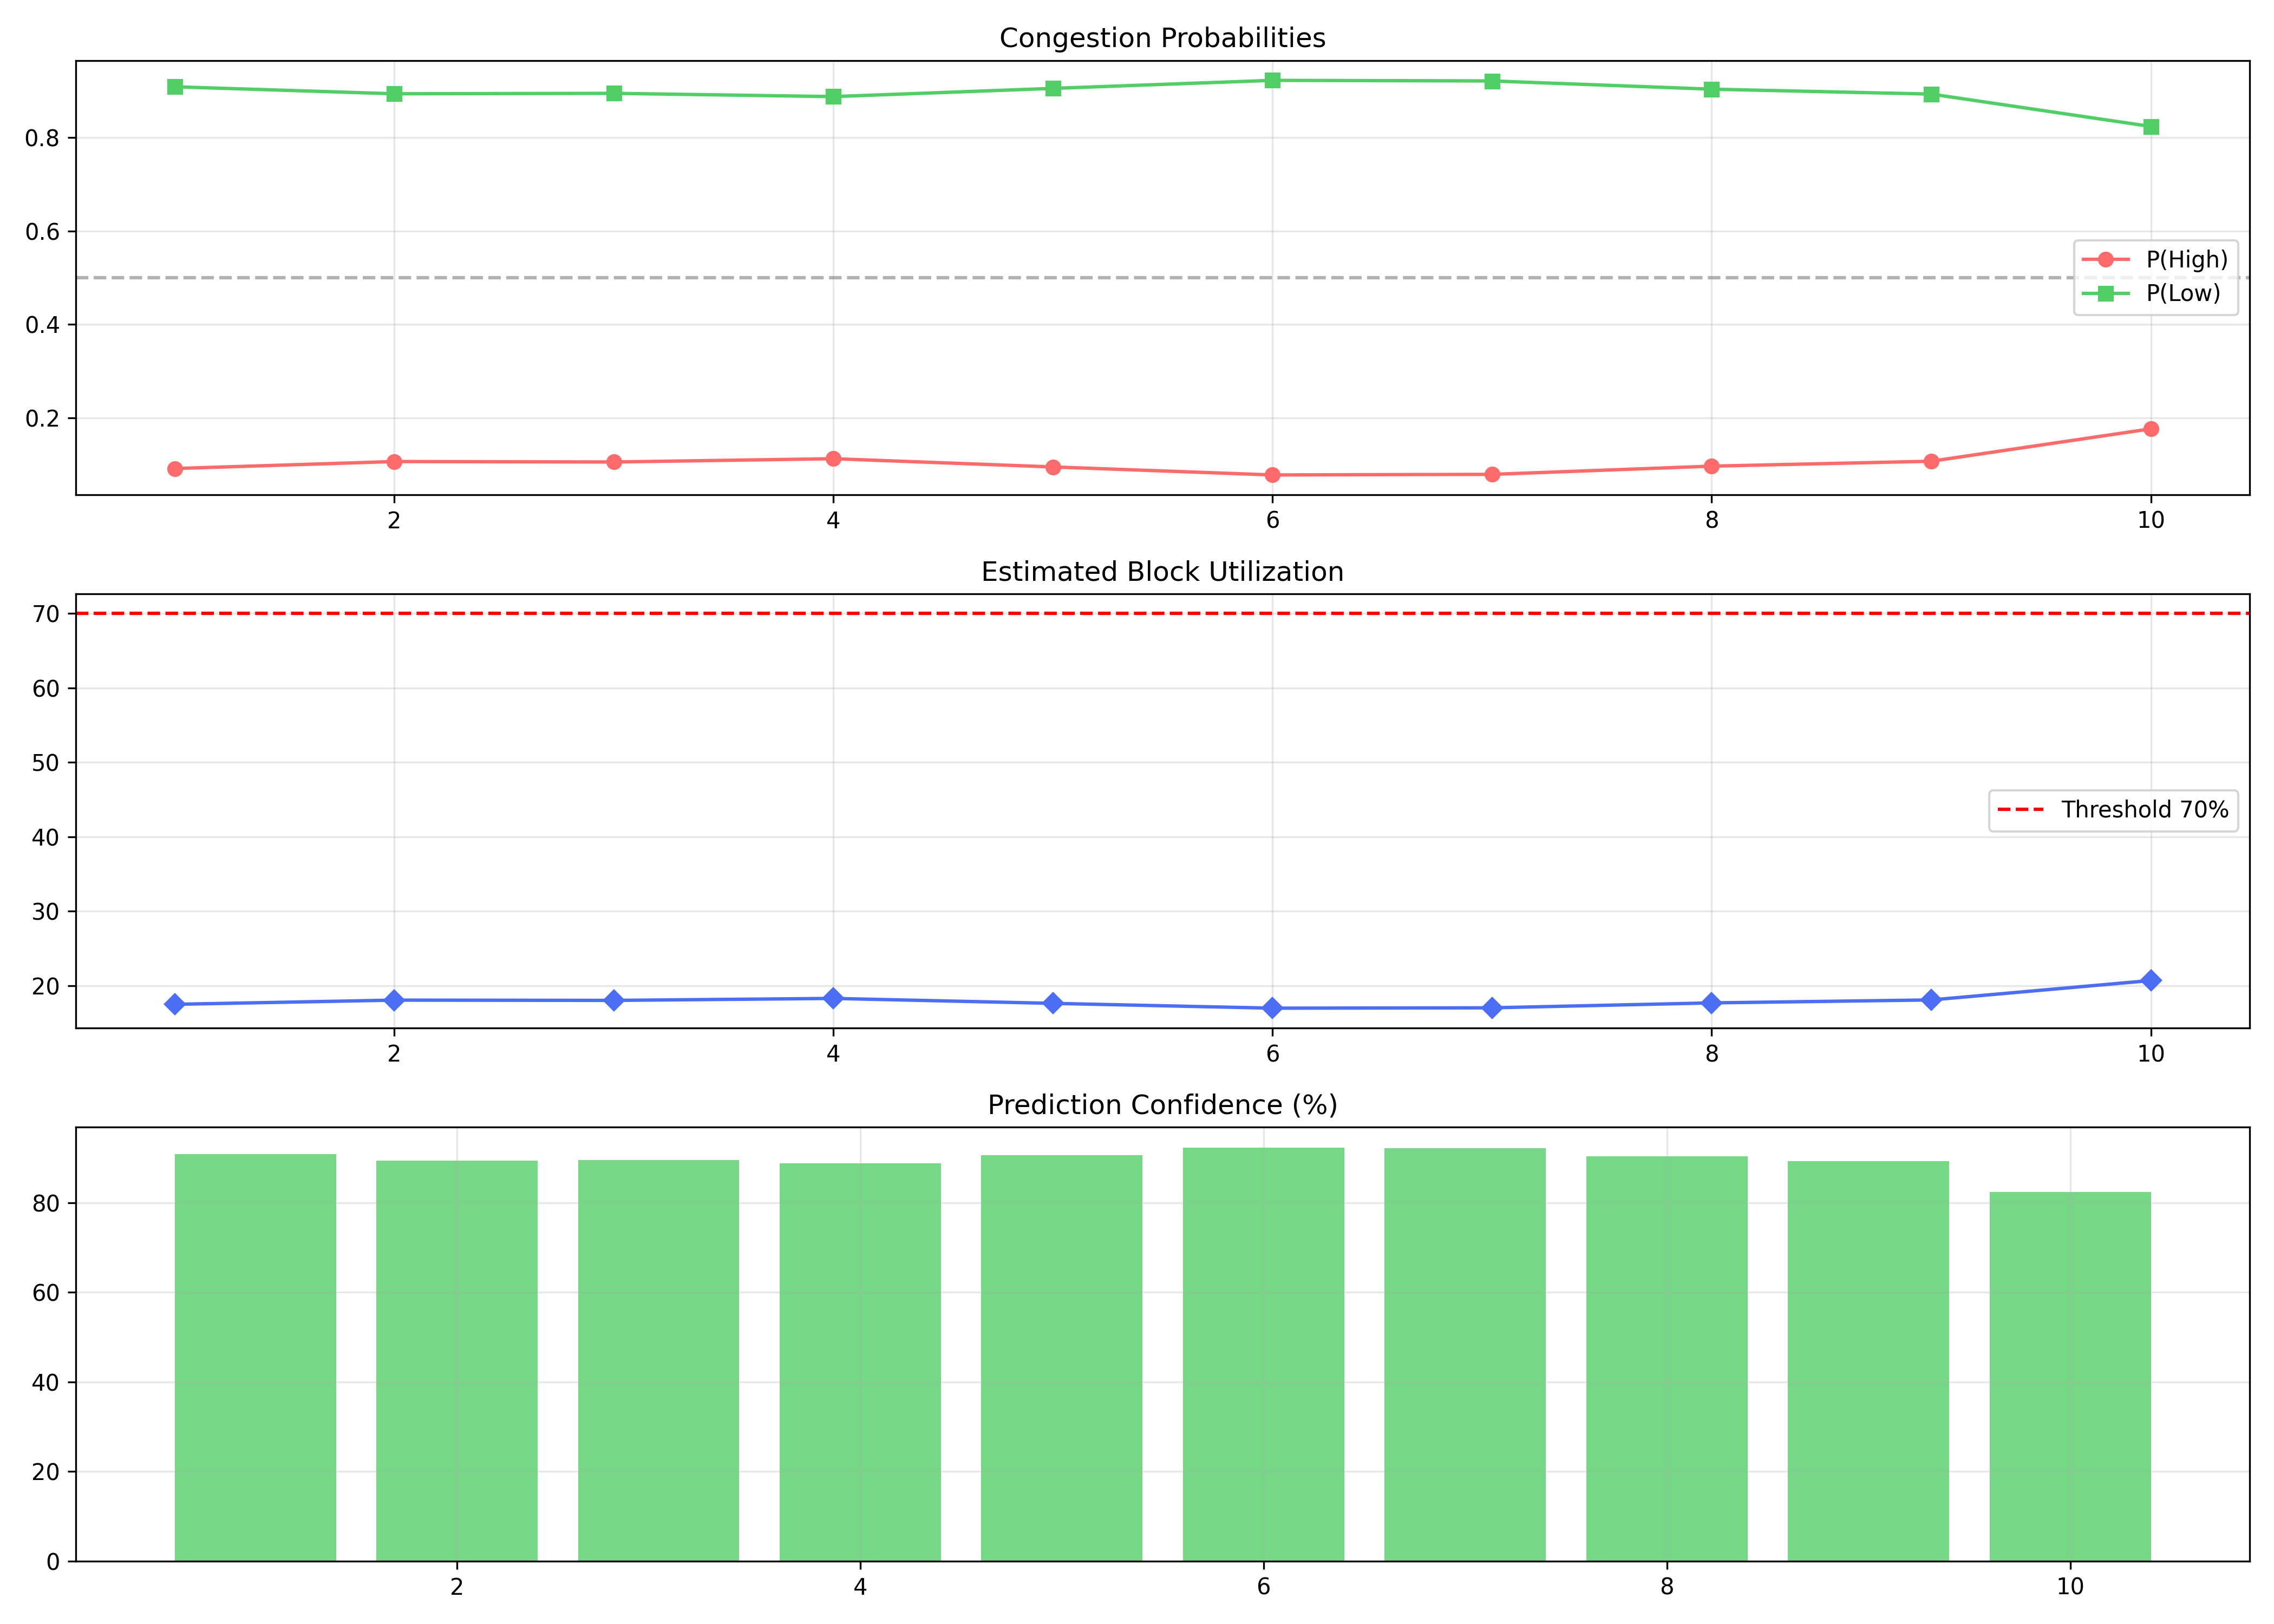 Congestion Probabilities
0.8
0.6
0.4
0.2
P(High)
P(Low)
2 4 6 8 10
Estimated Block Utilization
70
60
50
40
30
20
Threshold 70%
2 4 6 8 10
Prediction Confidence (%)
80
60
40
20
0
2 4 6 8 10